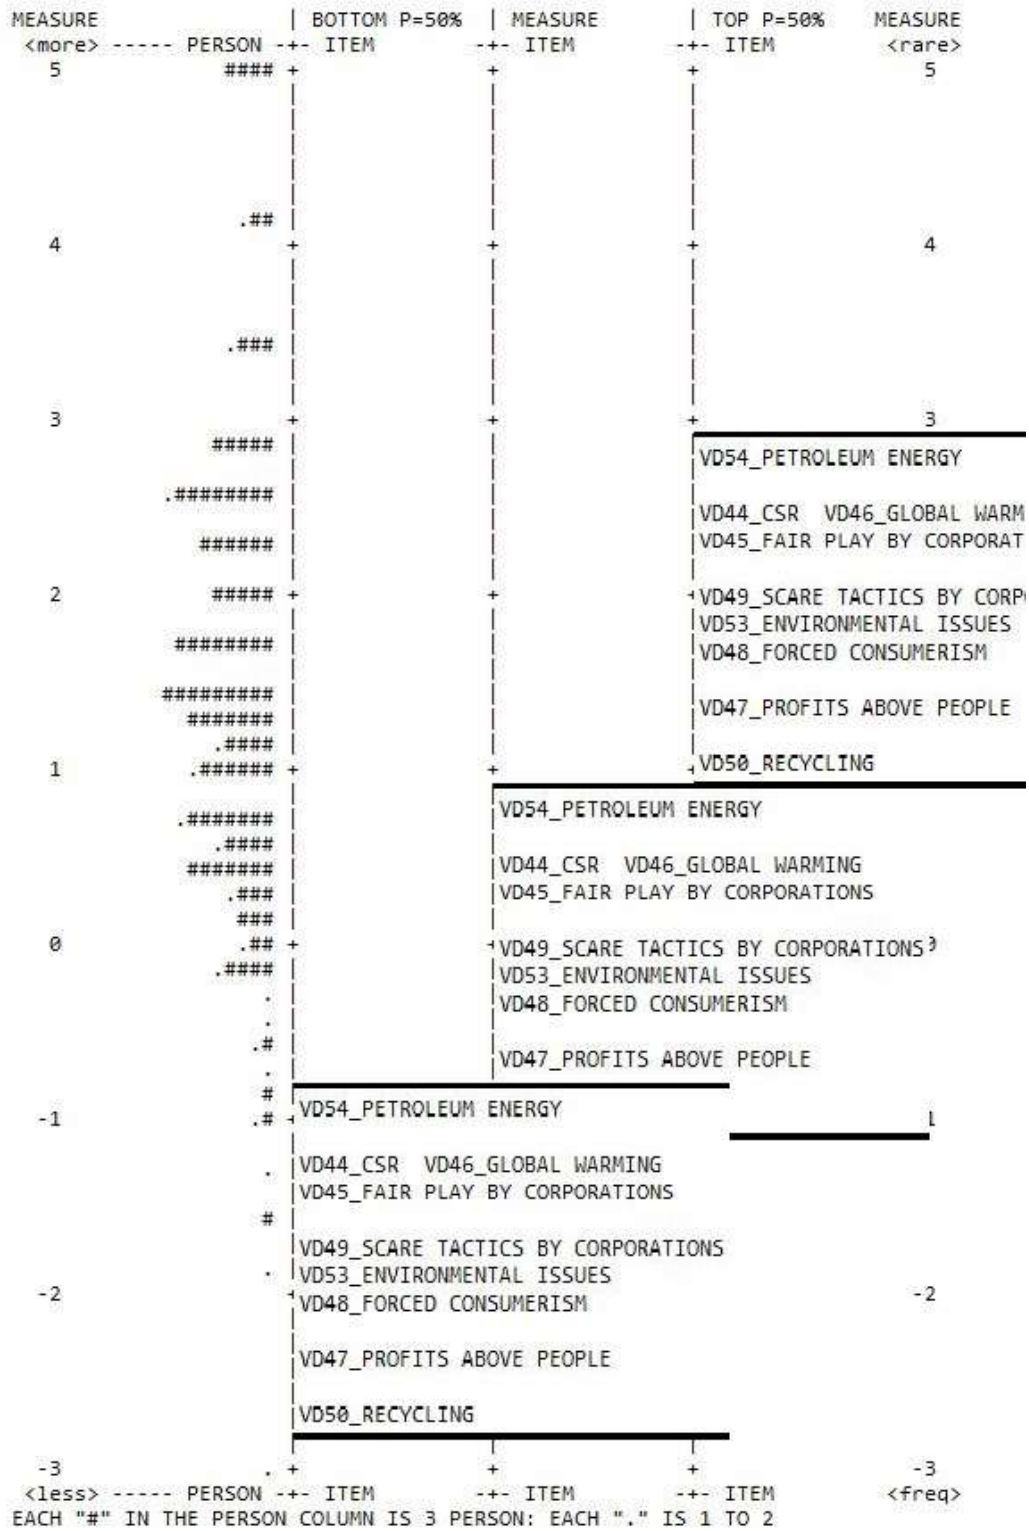 MEASURE | BOTTOM P=50% | MEASURE | TOP P=50% MEASURE
<more> ----- PERSON -+- ITEM -+- ITEM -+- ITEM <rare>
5 #### + + + 5
.##
4 + + + 4
.###
3 + + + 3
#####
VD54_PETROLEUM ENERGY
.########
VD44_CSR VD46_GLOBAL WARM
###### VD45_FAIR PLAY BY CORPORAT
2 ##### + + VD49_SCARE TACTICS BY CORP
VD53_ENVIRONMENTAL ISSUES
######## VD48_FORCED CONSUMERISM
#########
VD47_PROFITS ABOVE PEOPLE
#######
.####
1 .###### + + VD50_RECYCLING
.####### VD54_PETROLEUM ENERGY
.####
####### VD44_CSR VD46_GLOBAL WARMING
.### VD45_FAIR PLAY BY CORPORATIONS
###
0 .## + VD49_SCARE TACTICS BY CORPORATIONS
.#### VD53_ENVIRONMENTAL ISSUES
. VD48_FORCED CONSUMERISM
.
.#
. VD47_PROFITS ABOVE PEOPLE
#
-1 .# VD54_PETROLEUM ENERGY 1
. VD44_CSR VD46_GLOBAL WARMING
VD45_FAIR PLAY BY CORPORATIONS
#
VD49_SCARE TACTICS BY CORPORATIONS
. VD53_ENVIRONMENTAL ISSUES
-2 VD48_FORCED CONSUMERISM -2
VD47_PROFITS ABOVE PEOPLE
VD50_RECYCLING
-3 . + + + -3
<less> ----- PERSON -+- ITEM -+- ITEM -+- ITEM <freq>
EACH "#" IN THE PERSON COLUMN IS 3 PERSON: EACH "." IS 1 TO 2